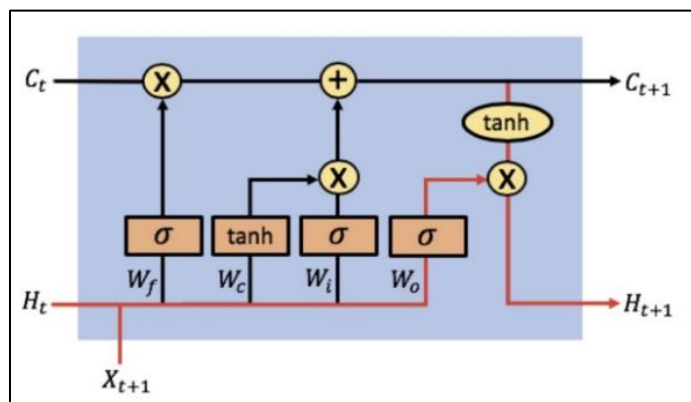 C_t X + C_{t+1}
tanh
X X
σ tanh σ σ
W_f W_c W_i W_o
H_t H_{t+1}
X_{t+1}